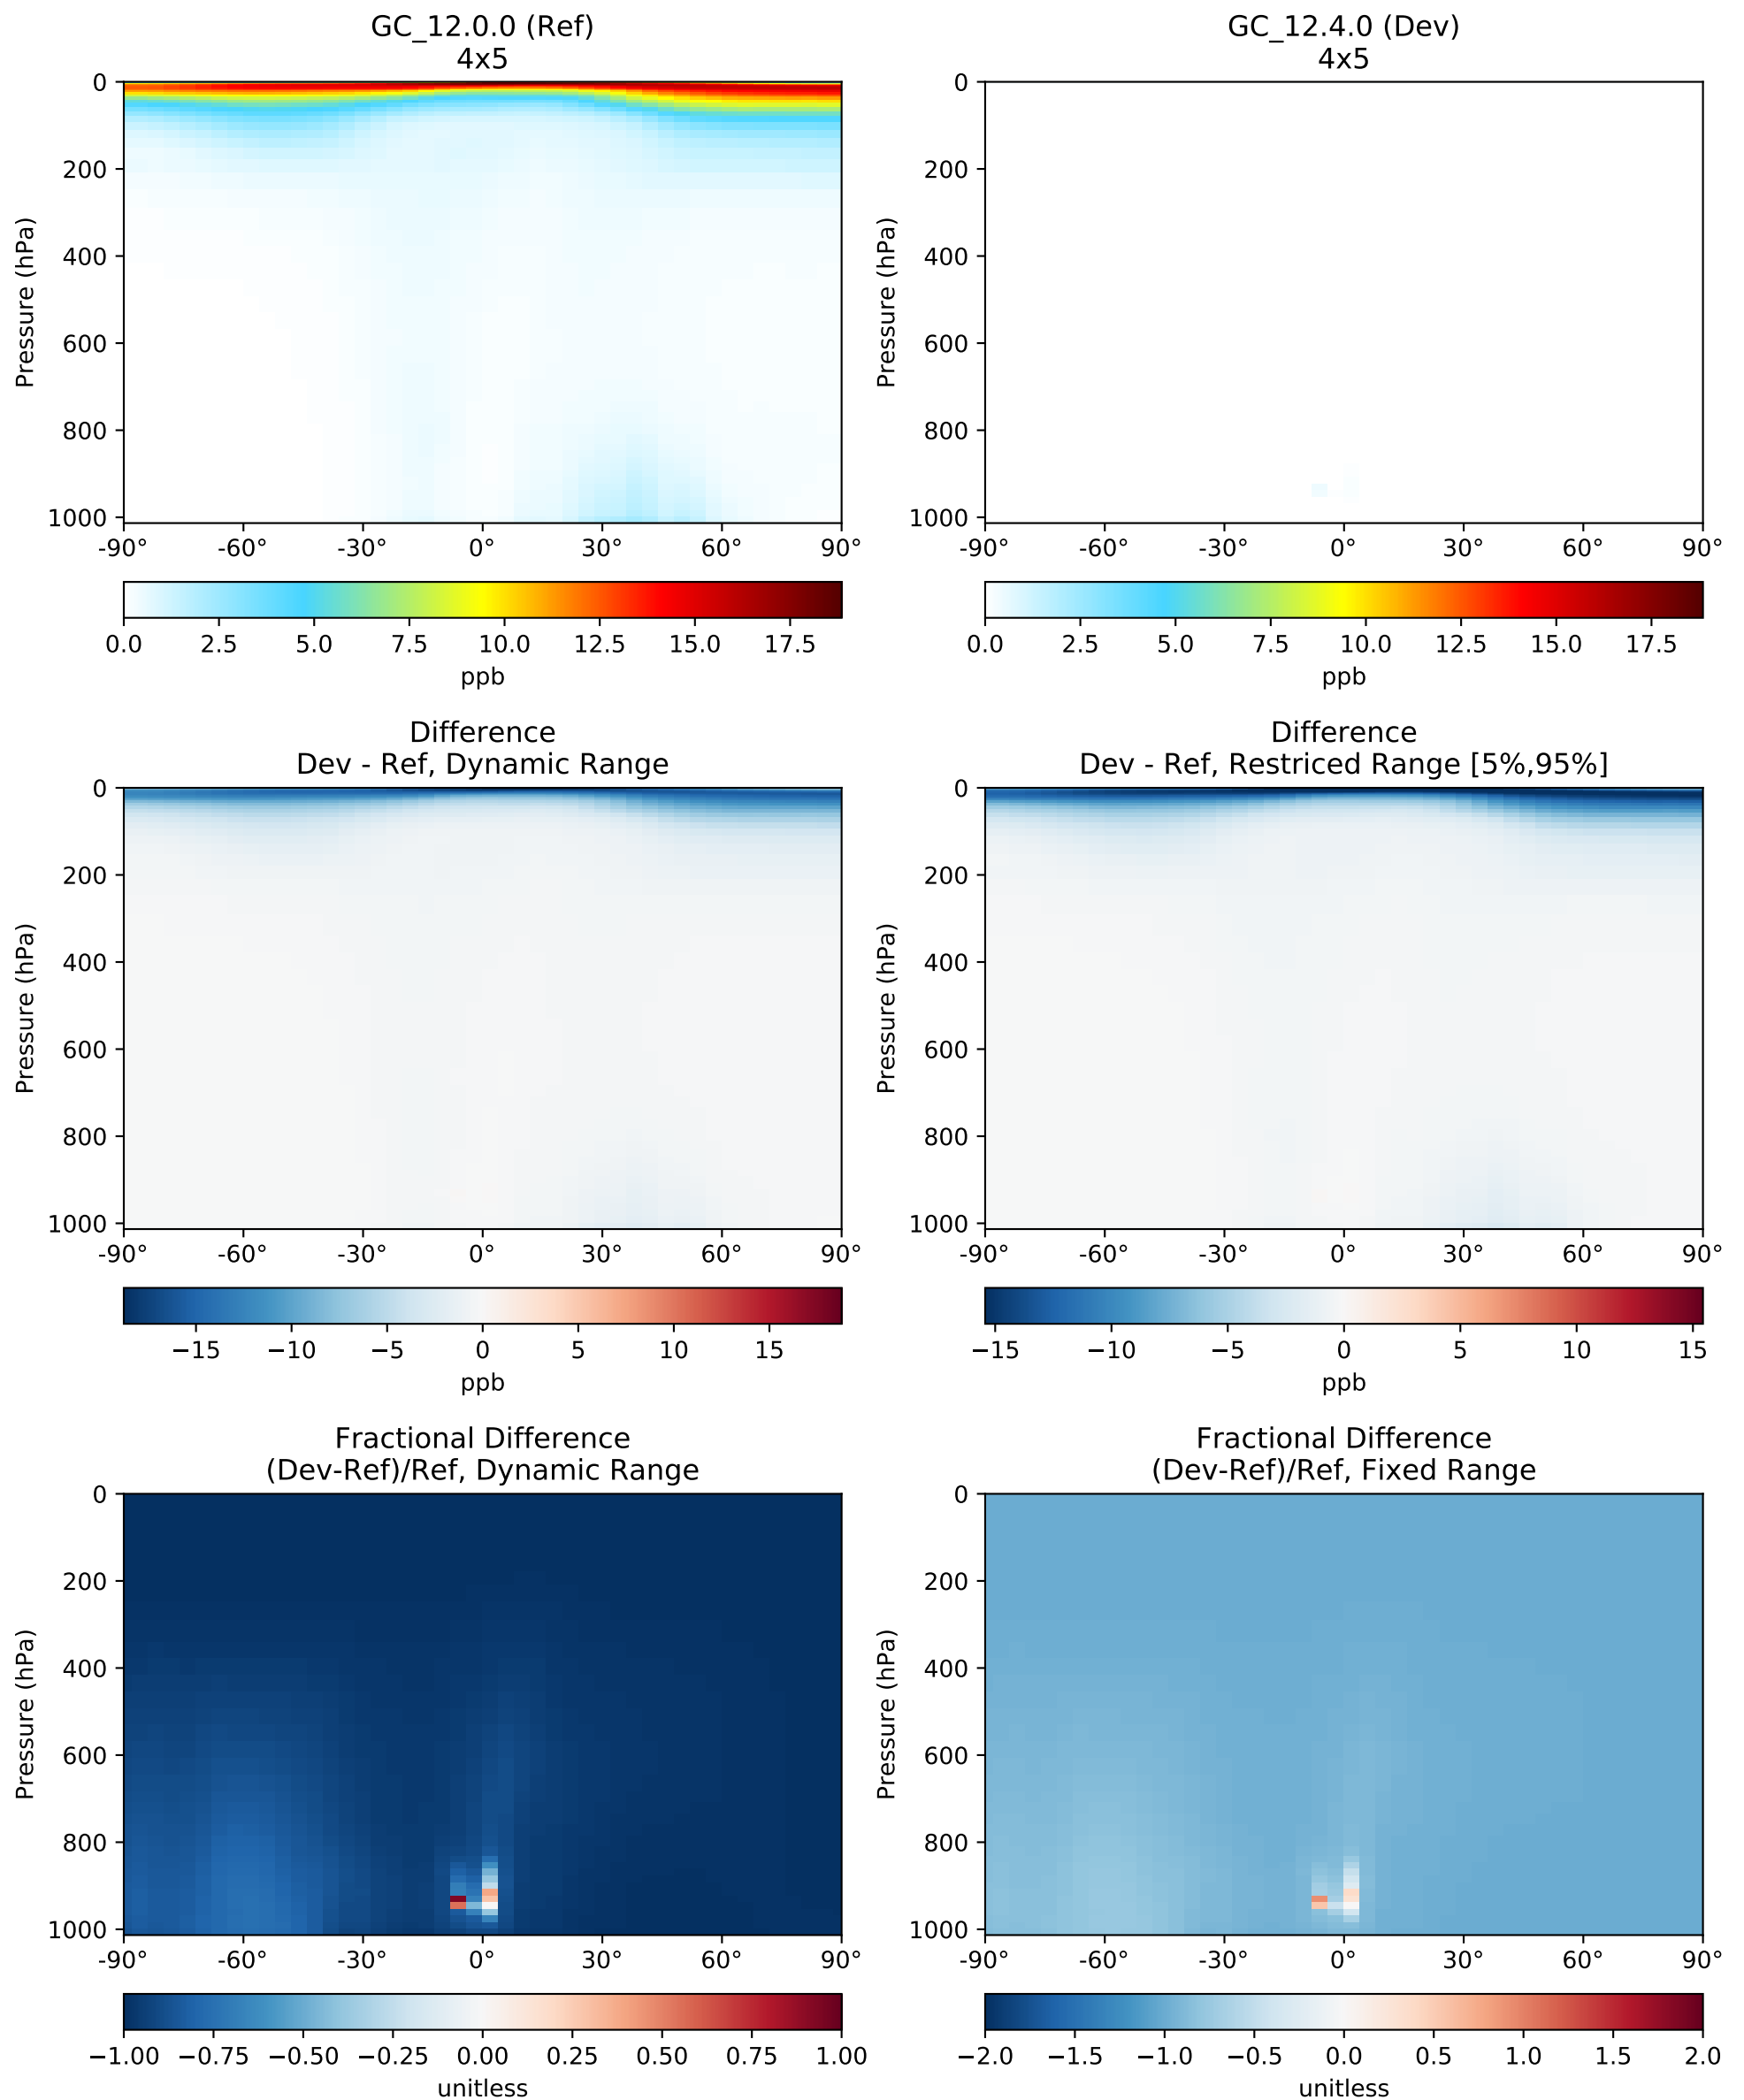 GC_12.0.0 (Ref)
4x5
0
200
400
600
800
1000
Pressure (hPa)
-90° -60° -30° 0° 30° 60° 90°
0.0 2.5 5.0 7.5 10.0 12.5 15.0 17.5
ppb
GC_12.4.0 (Dev)
4x5
0
200
400
600
800
1000
Pressure (hPa)
-90° -60° -30° 0° 30° 60° 90°
0.0 2.5 5.0 7.5 10.0 12.5 15.0 17.5
ppb
Difference
Dev - Ref, Dynamic Range
0
200
400
600
800
1000
Pressure (hPa)
-90° -60° -30° 0° 30° 60° 90°
−15 −10 −5 0 5 10 15
ppb
Difference
Dev - Ref, Restriced Range [5%,95%]
0
200
400
600
800
1000
Pressure (hPa)
-90° -60° -30° 0° 30° 60° 90°
−15 −10 −5 0 5 10 15
ppb
Fractional Difference
(Dev-Ref)/Ref, Dynamic Range
0
200
400
600
800
1000
Pressure (hPa)
-90° -60° -30° 0° 30° 60° 90°
−1.00 −0.75 −0.50 −0.25 0.00 0.25 0.50 0.75 1.00
unitless
Fractional Difference
(Dev-Ref)/Ref, Fixed Range
0
200
400
600
800
1000
Pressure (hPa)
-90° -60° -30° 0° 30° 60° 90°
−2.0 −1.5 −1.0 −0.5 0.0 0.5 1.0 1.5 2.0
unitless